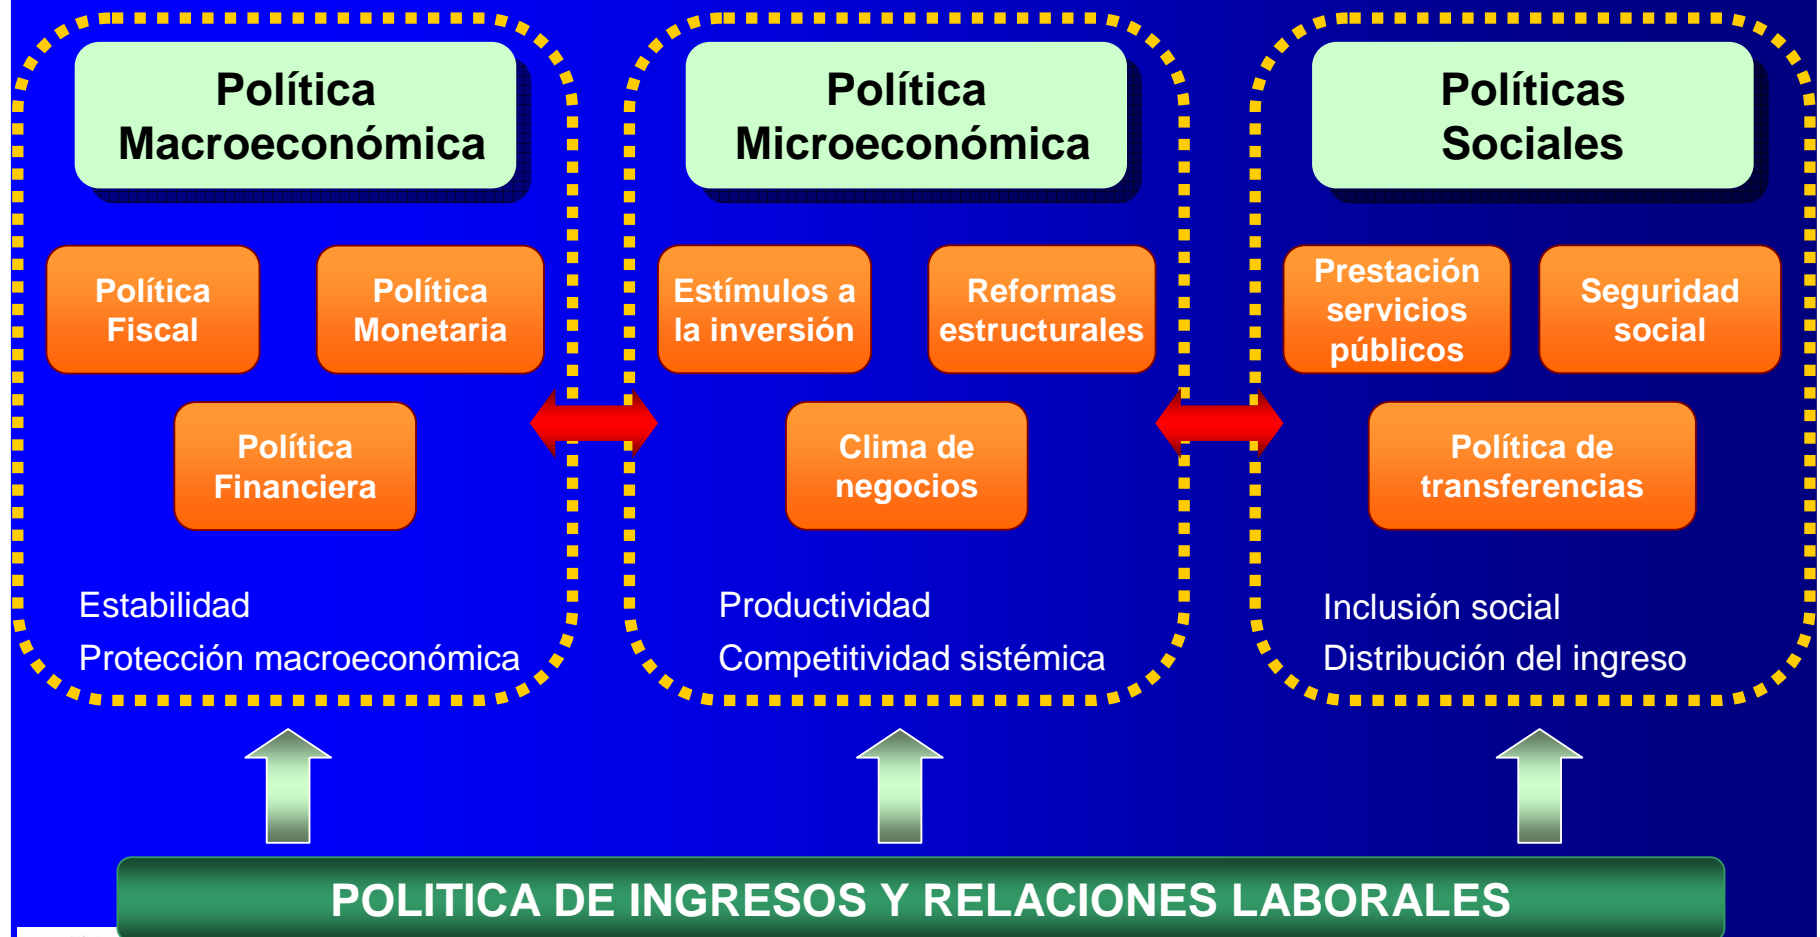 Política
Macroeconómica
Política
Fiscal
Política
Monetaria
Política
Financiera
Estabilidad
Protección macroeconómica
Política
Microeconómica
Estímulos a
la inversión
Reformas
estructurales
Clima de
negocios
Productividad
Competitividad sistémica
Políticas
Sociales
Prestación
servicios
públicos
Seguridad
social
Política de
transferencias
Inclusión social
Distribución del ingreso
POLITICA DE INGRESOS Y RELACIONES LABORALES